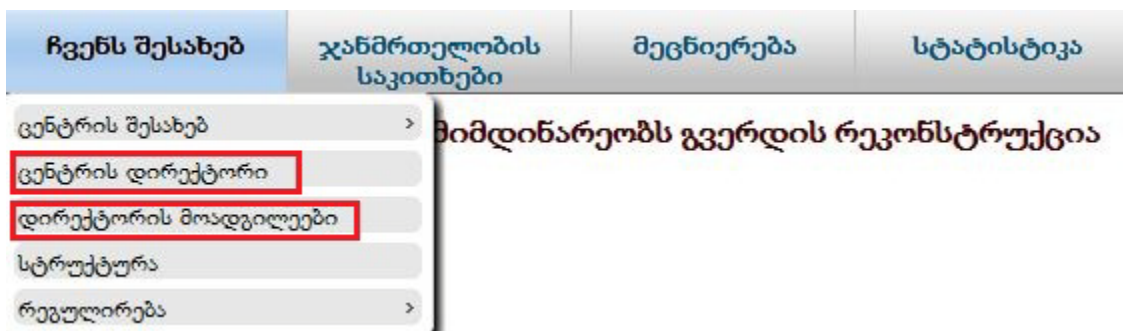 ჩვენს შესახებ
ჯანმრთელობის
საკითხები
მეცნიერება
სტატისტიკა
ცენტრის შესახებ >
მიმდინარეობს გვერდის რეკონსტრუქცია
ცენტრის დირექტორი
დირექტორის მოადგილეები
სტრუქტურა
რეგულირება >